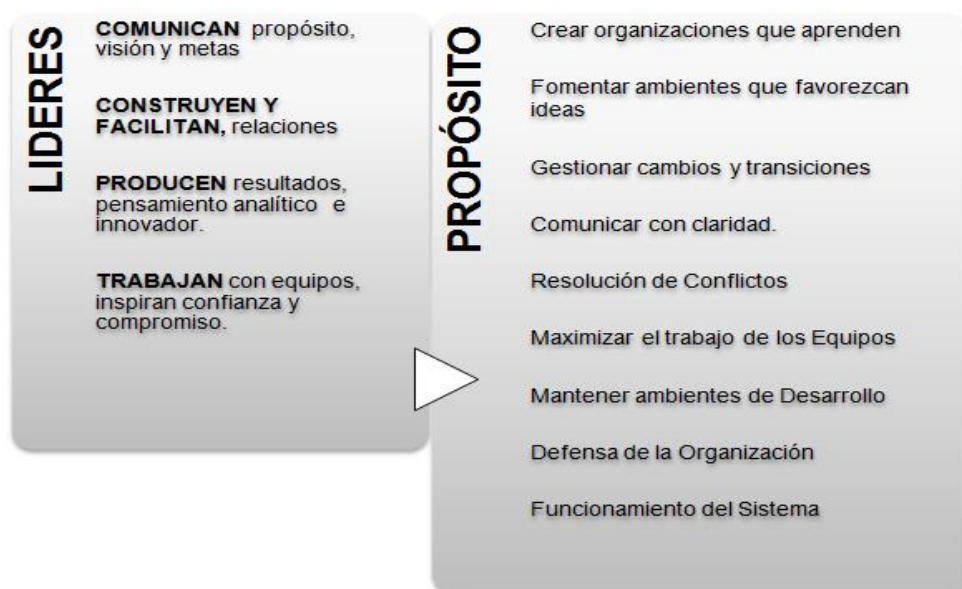 LIDERES
COMUNICAN propósito,
visión y metas
CONSTRUYEN Y
FACILITAN, relaciones
PRODUCEN resultados,
pensamiento analítico e
innovador.
TRABAJAN con equipos,
inspiran confianza y
compromiso.
PROPÓSITO
Crear organizaciones que aprenden
Fomentar ambientes que favorezcan
ideas
Gestionar cambios y transiciones
Comunicar con claridad.
Resolución de Conflictos
Maximizar el trabajo de los Equipos
Mantener ambientes de Desarrollo
Defensa de la Organización
Funcionamiento del Sistema